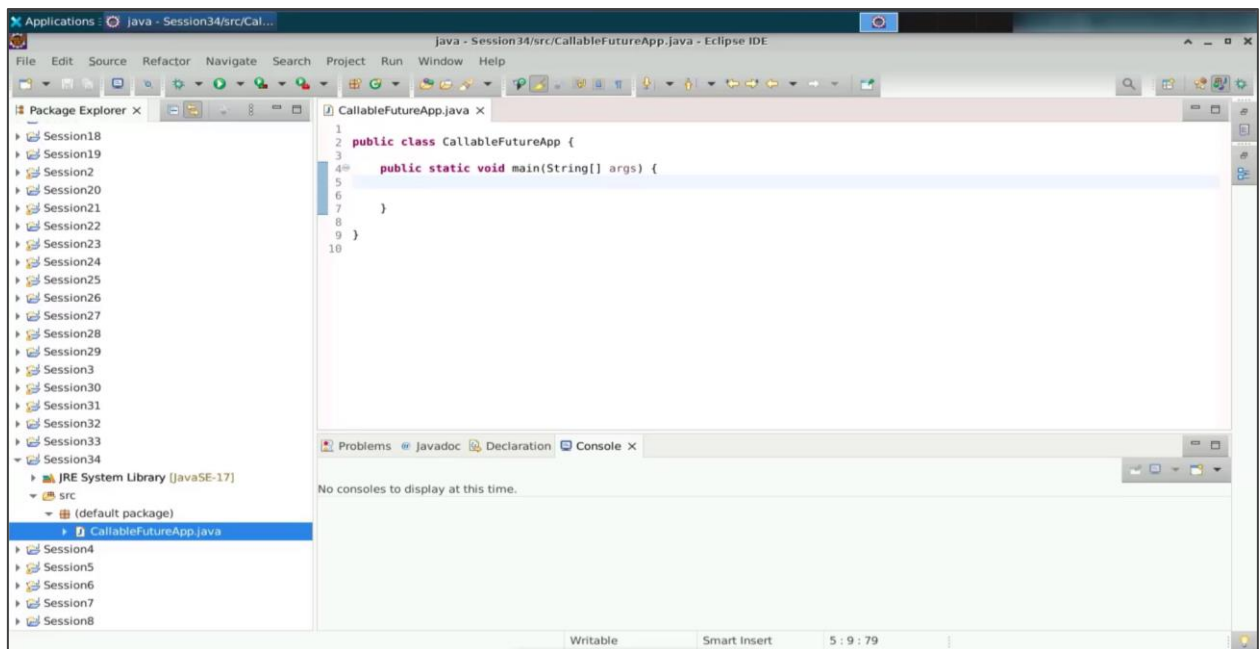 Applications : java - Session34/src/Cal...
java - Session34/src/CallableFutureApp.java - Eclipse IDE
File Edit Source Refactor Navigate Search Project Run Window Help
Package Explorer
Session18
Session19
Session2
Session20
Session21
Session22
Session23
Session24
Session25
Session26
Session27
Session28
Session29
Session3
Session30
Session31
Session32
Session33
Session34
JRE System Library [JavaSE-17]
src
(default package)
CallableFutureApp.java
Session4
Session5
Session6
Session7
Session8
CallableFutureApp.java
1
2 public class CallableFutureApp {
3
4 public static void main(String[] args) {
5
6
7 }
8
9 }
10
Problems Javadoc Declaration Console
No consoles to display at this time.
Writable Smart Insert 5 : 9 : 79